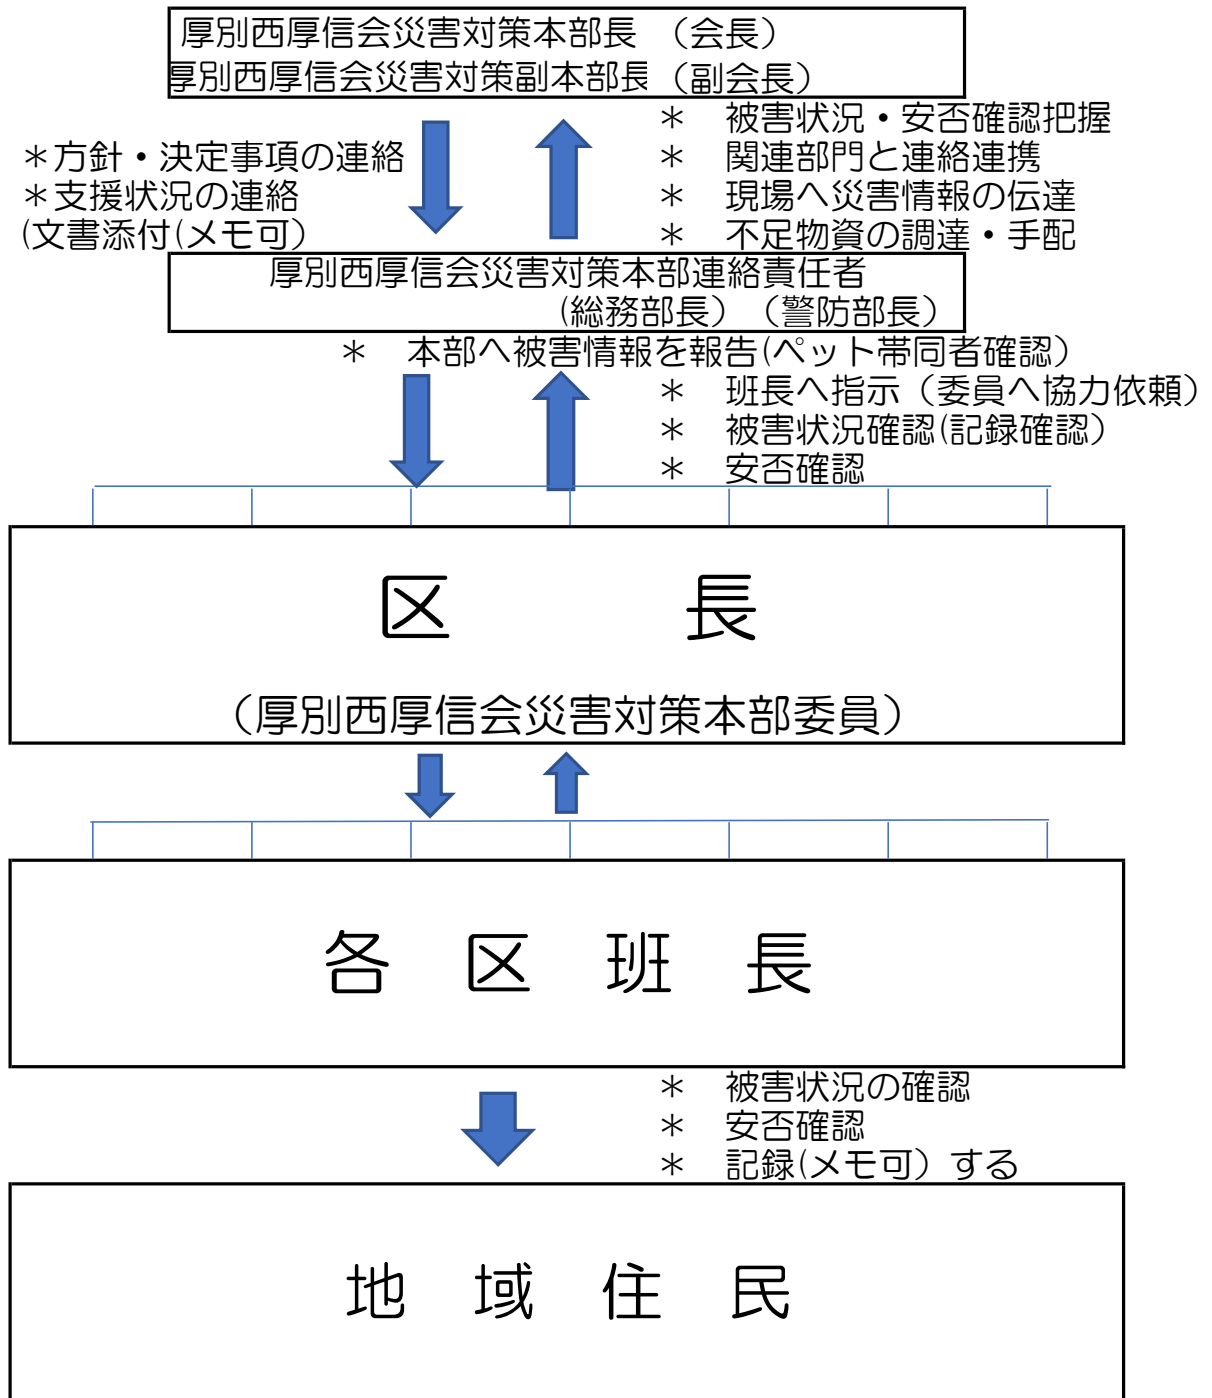 厚別西厚信会災害対策本部長 （会長）
厚別西厚信会災害対策副本部長 （副会長）
＊方針・決定事項の連絡
＊支援状況の連絡
(文書添付(メモ可）
＊ 被害状況・安否確認把握
＊ 関連部門と連絡連携
＊ 現場へ災害情報の伝達
＊ 不足物資の調達・手配
厚別西厚信会災害対策本部連絡責任者
(総務部長）（警防部長）
＊ 本部へ被害情報を報告(ペット帯同者確認）
＊ 班長へ指示（委員へ協力依頼）
＊ 被害状況確認(記録確認）
＊ 安否確認
区 長
（厚別西厚信会災害対策本部委員）
各 区 班 長
＊ 被害状況の確認
＊ 安否確認
＊ 記録(メモ可）する
地 域 住 民